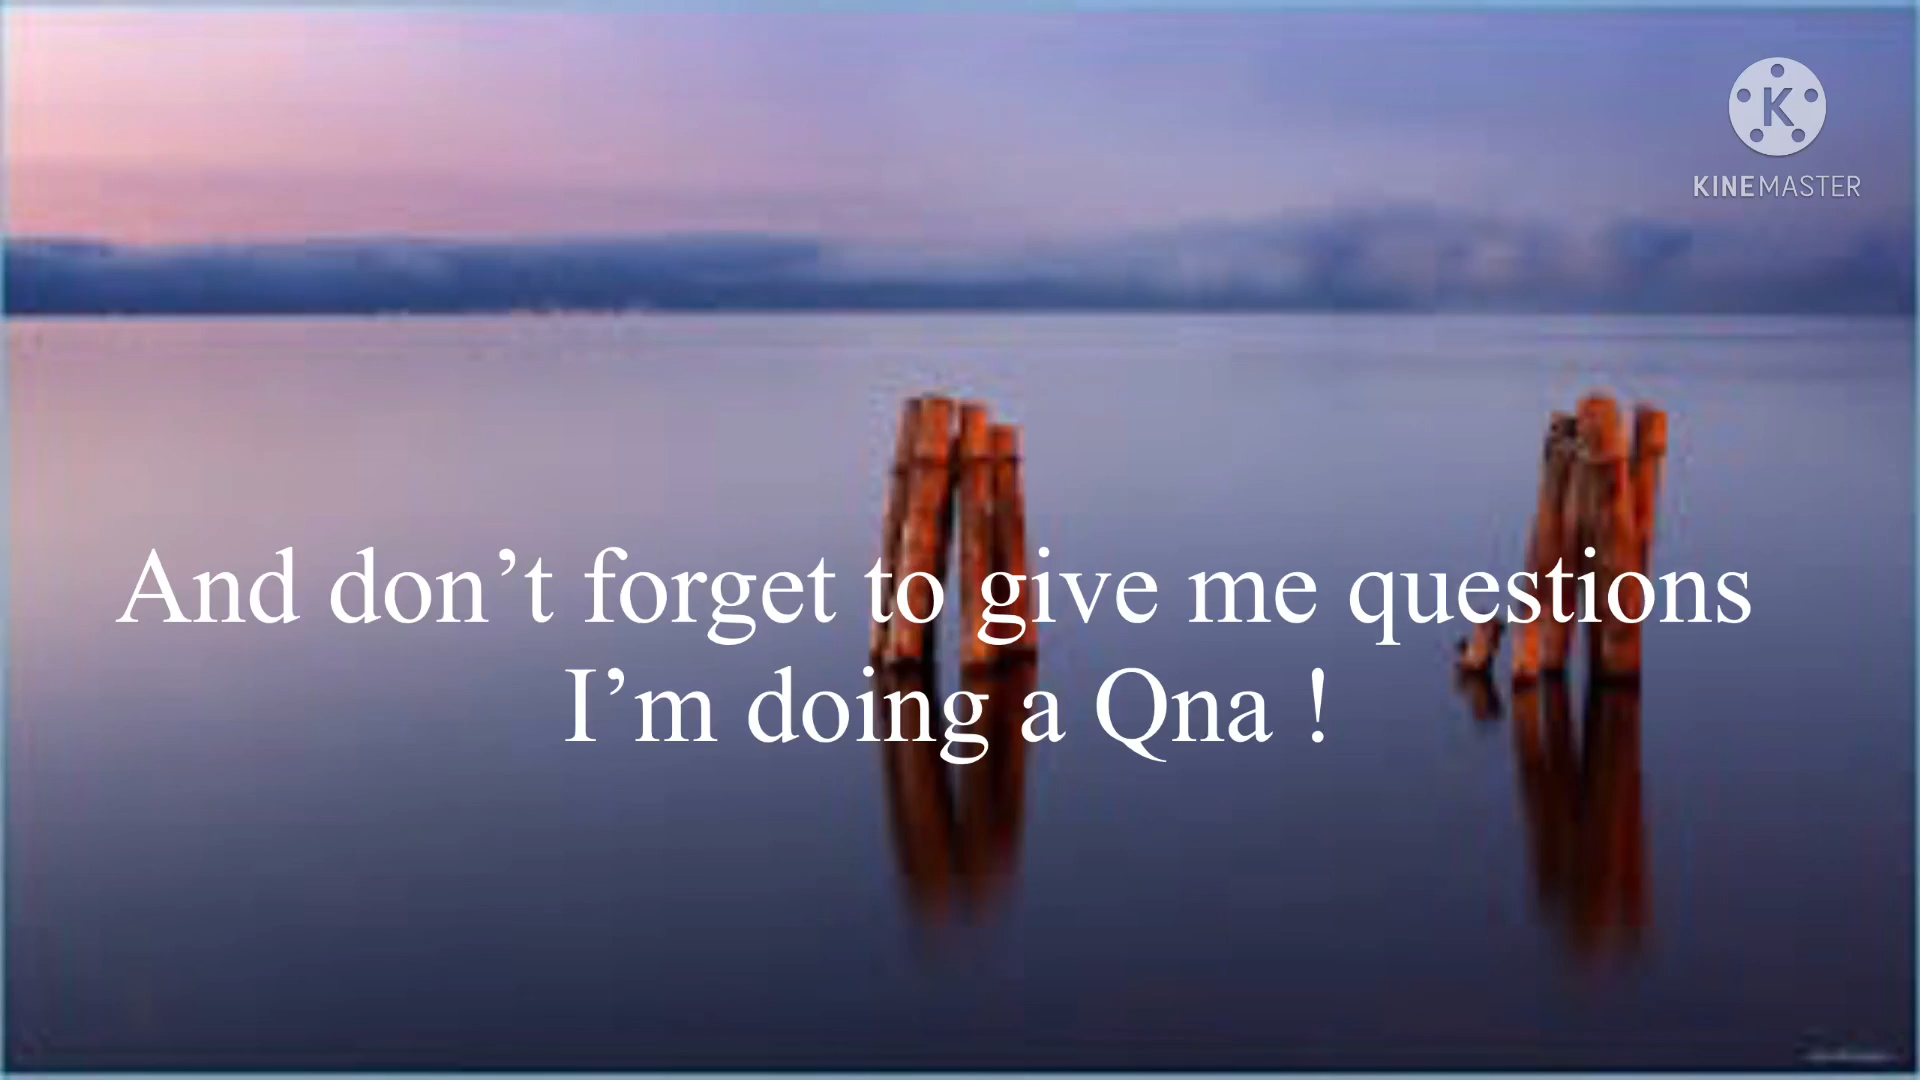 K
KINEMASTER
And don’t forget to give me questions
I’m doing a Qna !